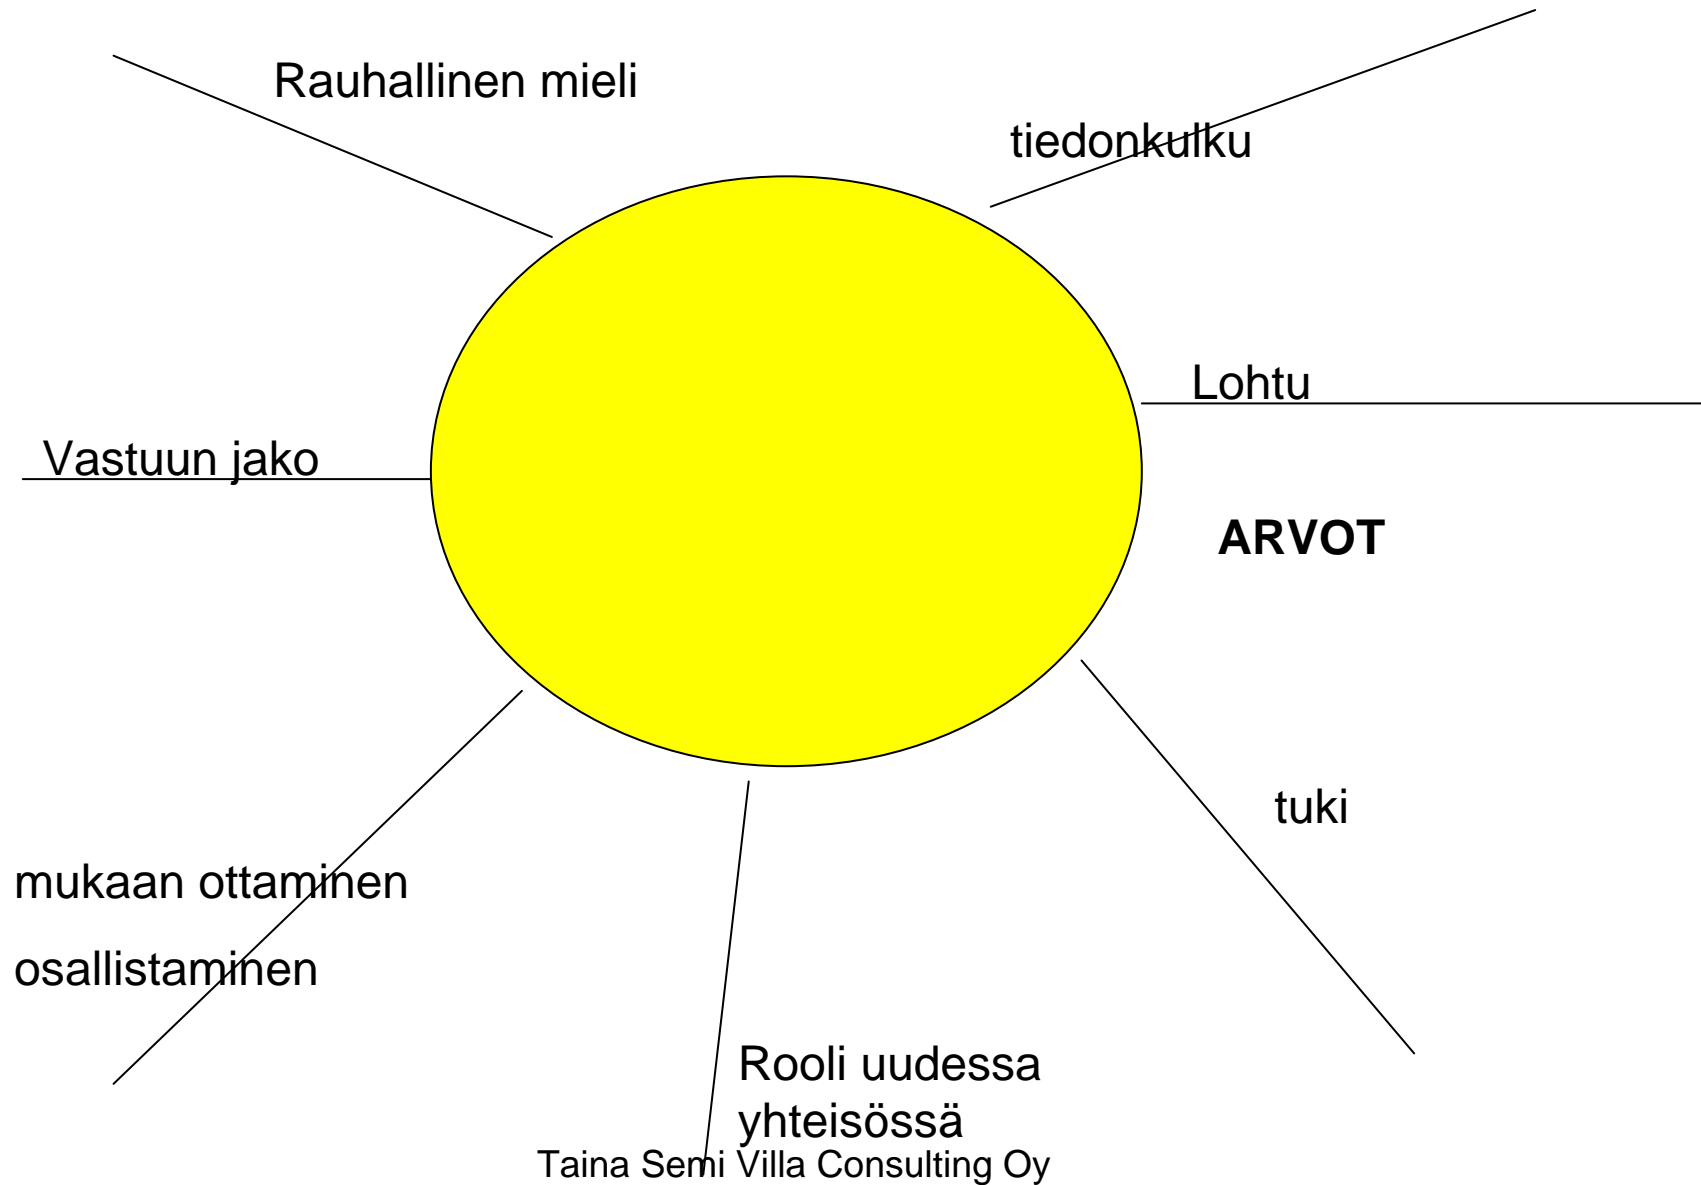 Rauhallinen mieli
tiedonkulku
Lohtu
Vastuun jako
ARVOT
tuki
mukaan ottaminen
osallistaminen
Rooli uudessa
yhteisössä
Taina Semi Villa Consulting Oy